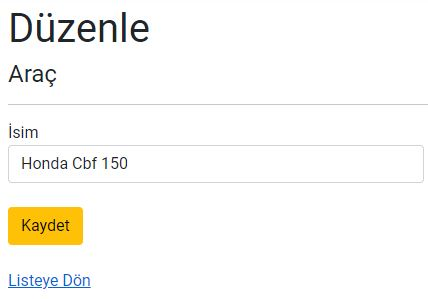 Düzenle
Araç
İsim
Honda Cbf 150
Kaydet
Listeye Dön